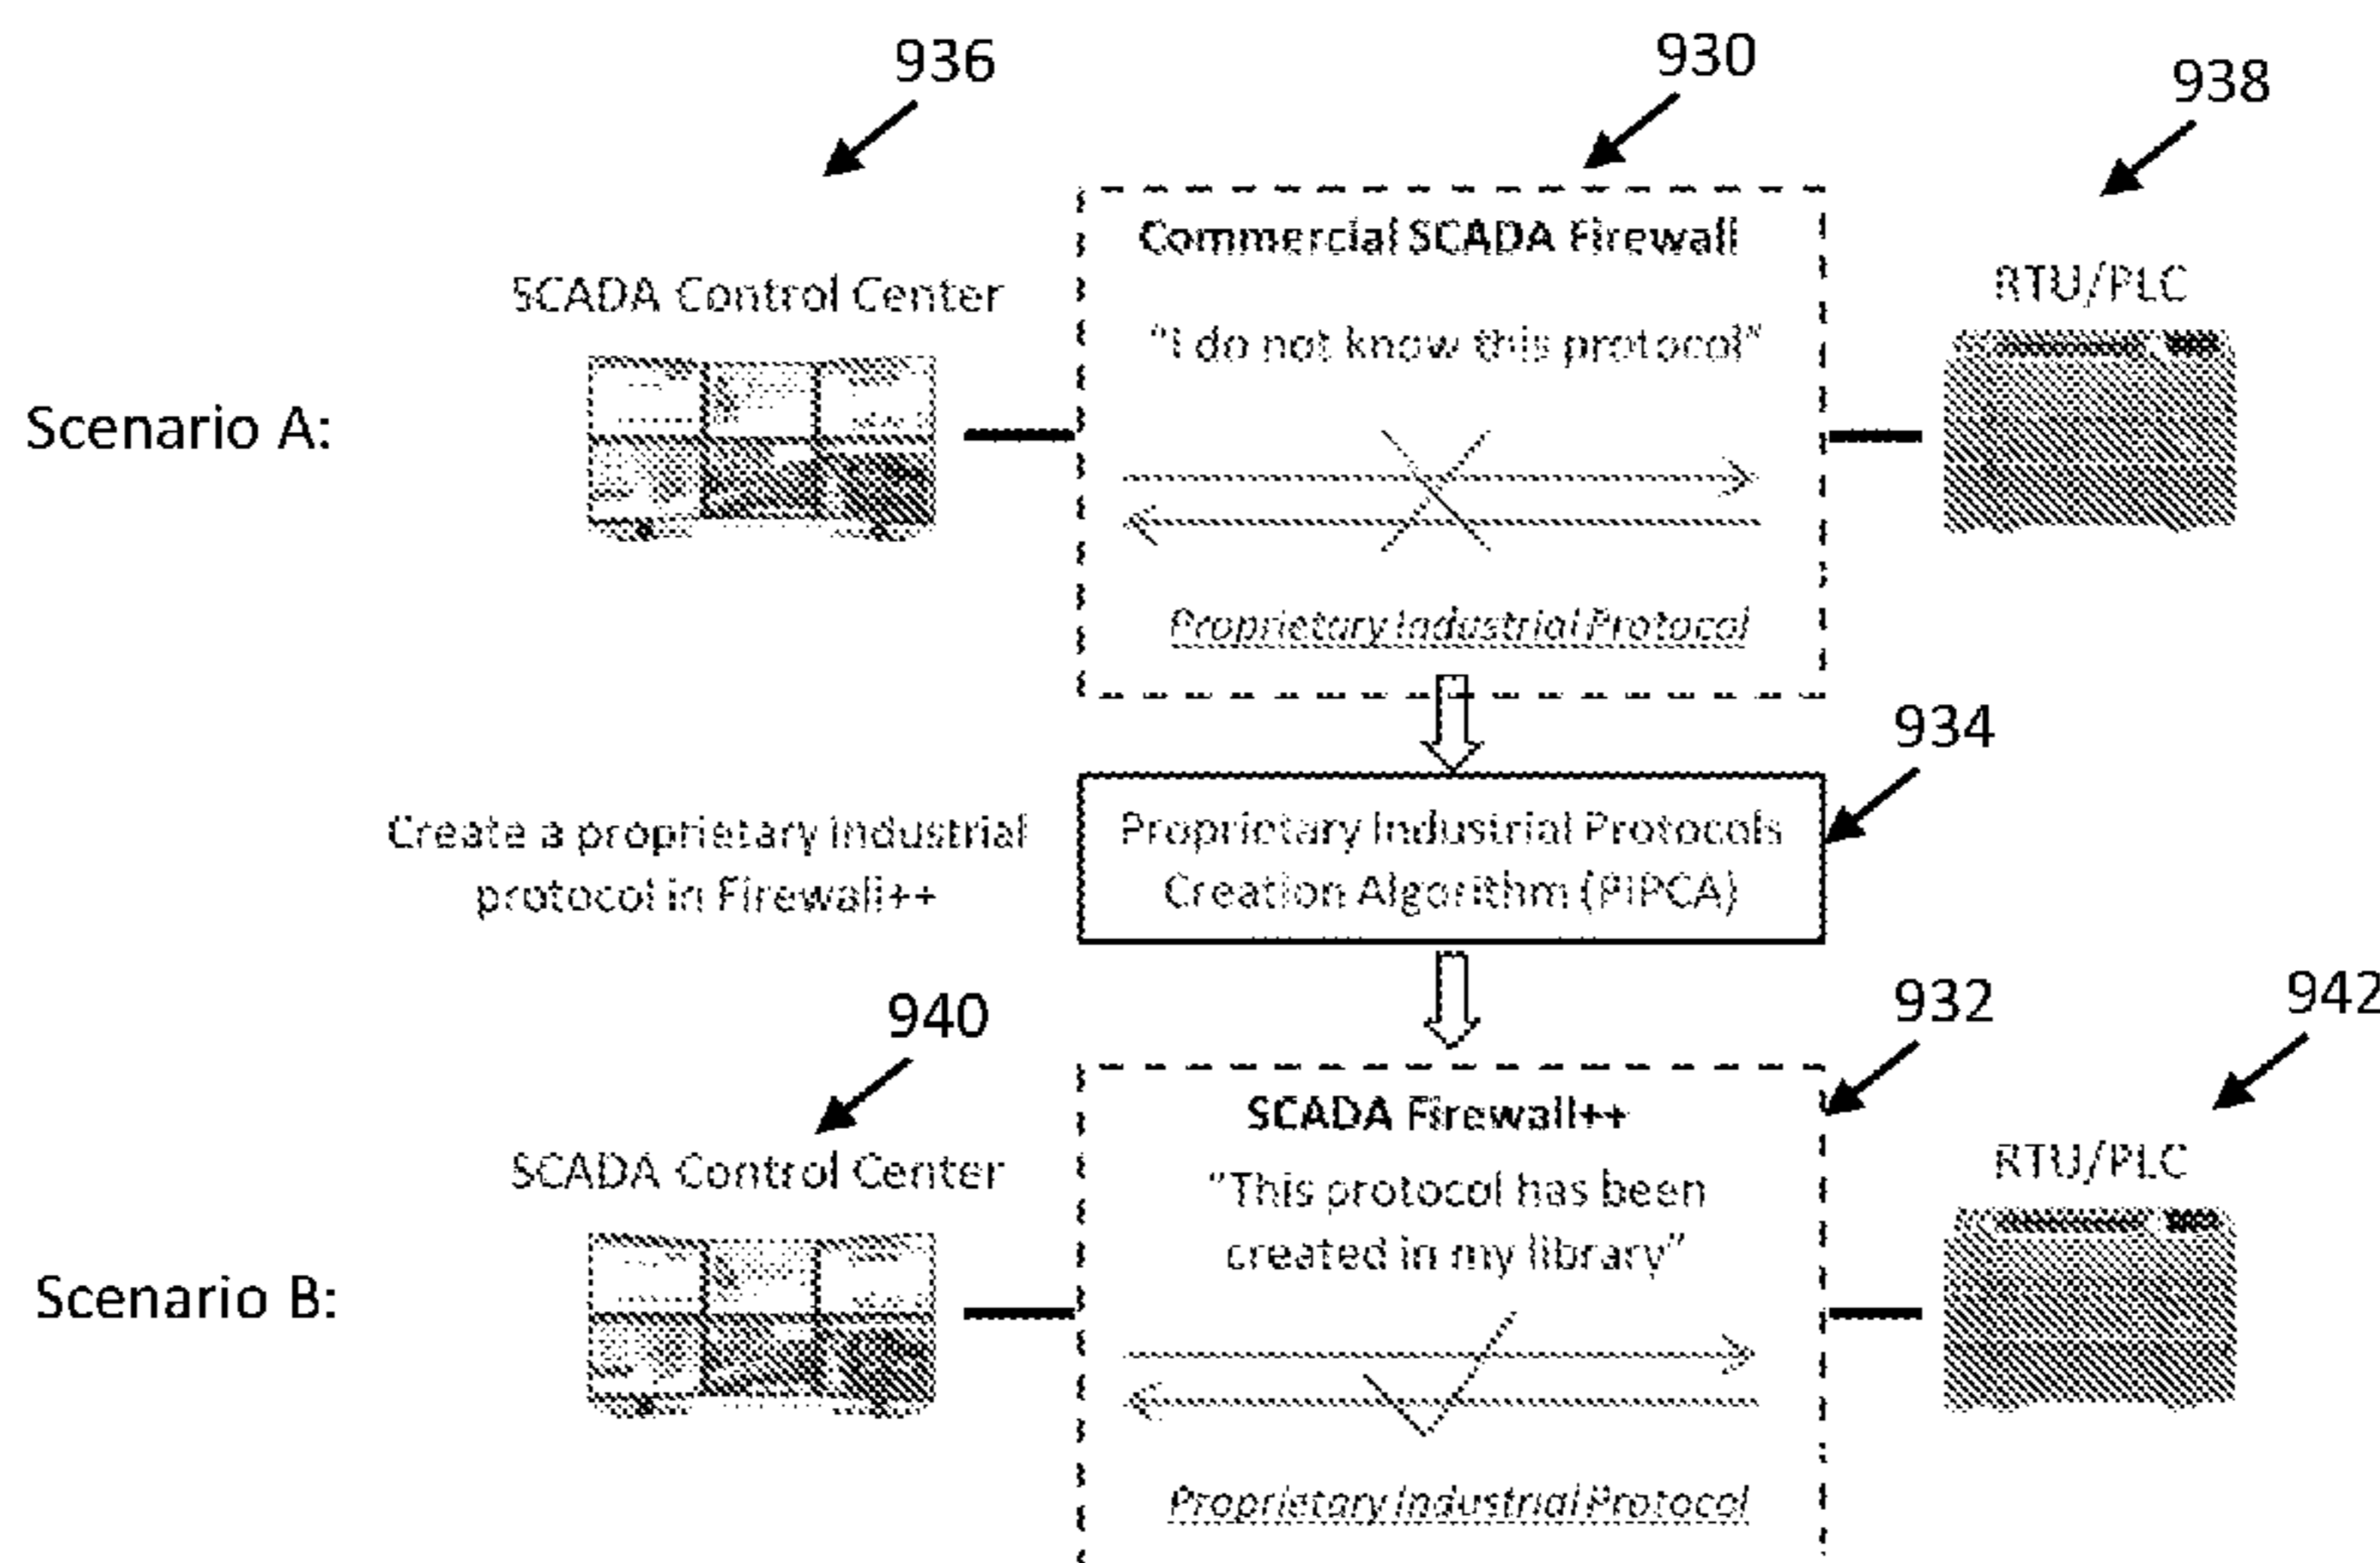 936
930
938
Commercial SCADA Firewall
SCADA Control Center
RTU/PLC
"I do not know this protocol"
Scenario A:
Proprietary Industrial Protocol
934
Create a proprietary industrial
protocol in Firewall++
Proprietary Industrial Protocols
Creation Algorithm (PIPCA)
940
932
942
SCADA Firewall++
SCADA Control Center
RTU/PLC
"This protocol has been
created in my library"
Scenario B:
Proprietary Industrial Protocol